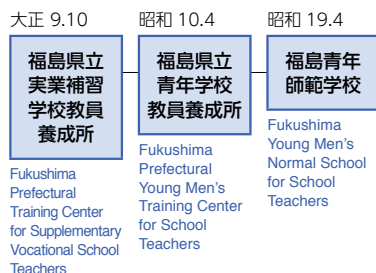 大正 9.10
福島県立
実業補習
学校教員
養成所
Fukushima
Prefectural
Training Center
for Supplementary
Vocational School
Teachers
昭和 10.4
福島県立
青年学校
教員養成所
Fukushima
Prefectural
Young Men's
Training Center
for School
Teachers
昭和 19.4
福島青年
師範学校
Fukushima
Young Men's
Normal School
for School
Teachers